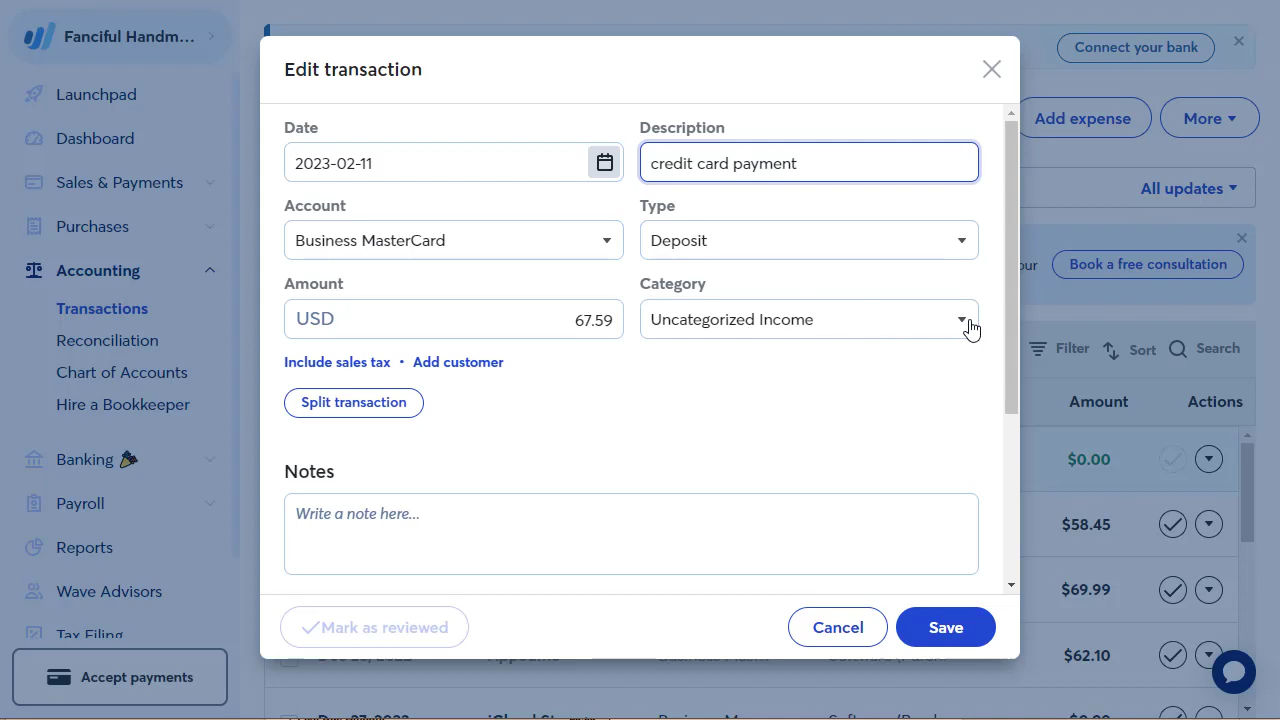 Fanciful Handm...
Launchpad
Dashboard
Sales & Payments
Purchases
Accounting
Transactions
Reconciliation
Chart of Accounts
Hire a Bookkeeper
Banking
Payroll
Reports
Wave Advisors
Tax Filing
Accept payments
Connect your bank
Add expense
More
All updates
our
Book a free consultation
Filter
Sort
Search
Amount
Actions
$0.00
$58.45
$69.99
$62.10
Edit transaction
Date
Description
2023-02-11
credit card payment
Account
Type
Business MasterCard
Deposit
Amount
Category
USD
67.59
Uncategorized Income
Include sales tax • Add customer
Split transaction
Notes
Write a note here...
Mark as reviewed
Cancel
Save